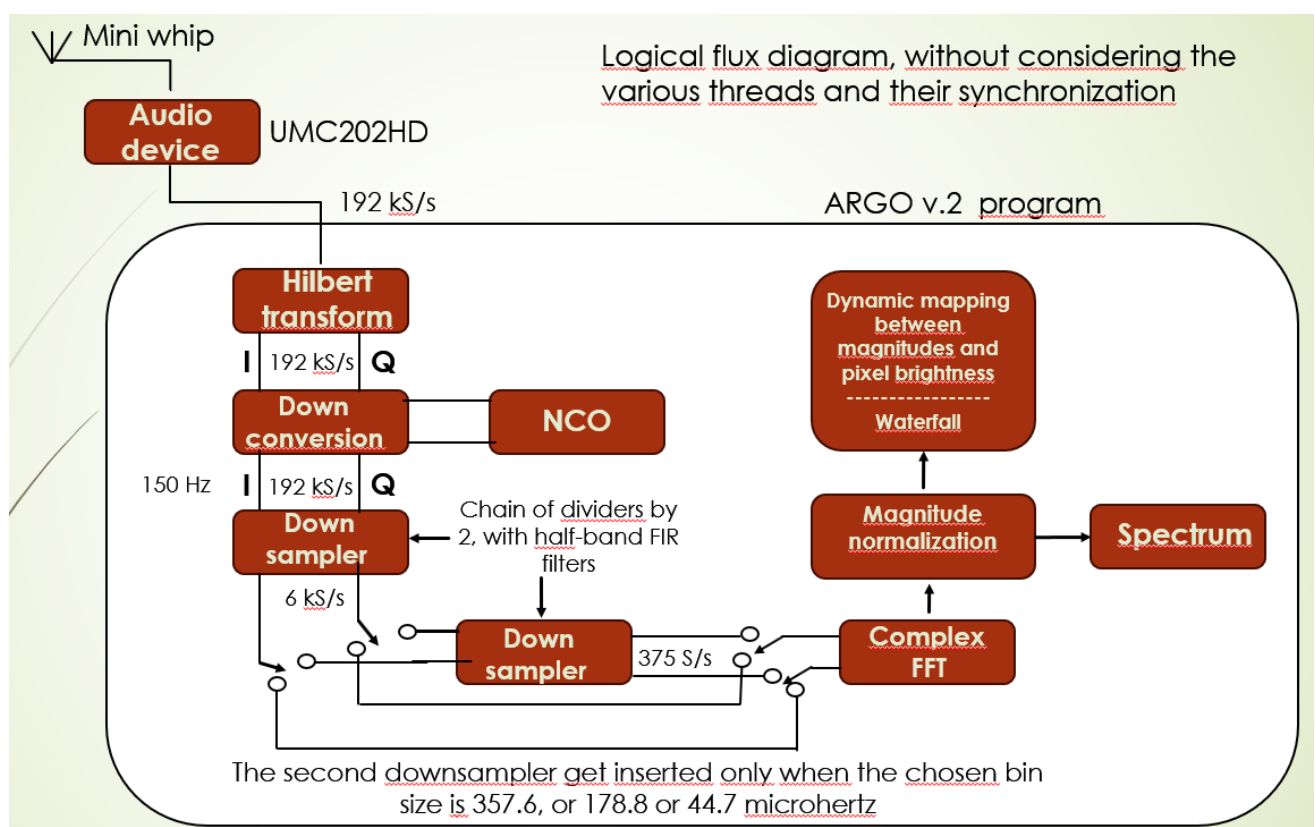 Mini whip
Logical flux diagram, without considering the
various threads and their synchronization
Audio
device
UMC202HD
192 kS/s
ARGO v.2 program
Hilbert
transform
I 192 kS/s Q
Down
conversion
NCO
150 Hz
I 192 kS/s Q
Down
sampler
Chain of dividers by
2, with half-band FIR
filters
6 kS/s
Down
sampler
375 S/s
Complex
FFT
Magnitude
normalization
Spectrum
Dynamic mapping
between
magnitudes and
pixel brightness
-----------------
Waterfall
The second downsampler get inserted only when the chosen bin
size is 357.6, or 178.8 or 44.7 microhertz